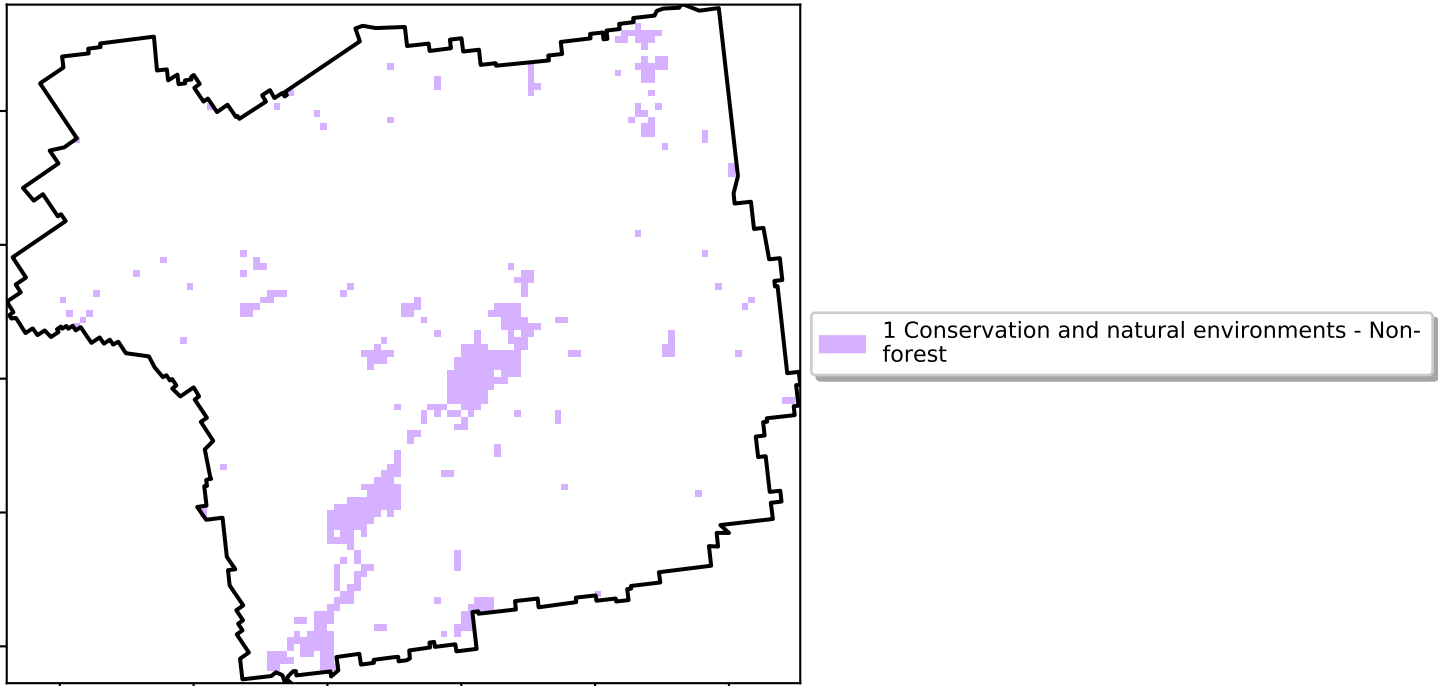 1 Conservation and natural environments - Non-
forest